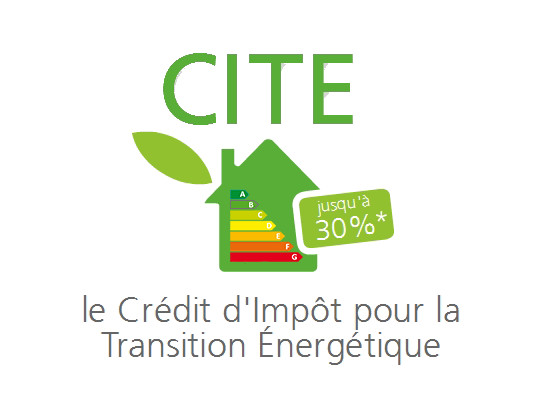 CITE
A
B
C
D
E
F
G
jusqu'à
30%*
le Crédit d'Impôt pour la
Transition Énergétique